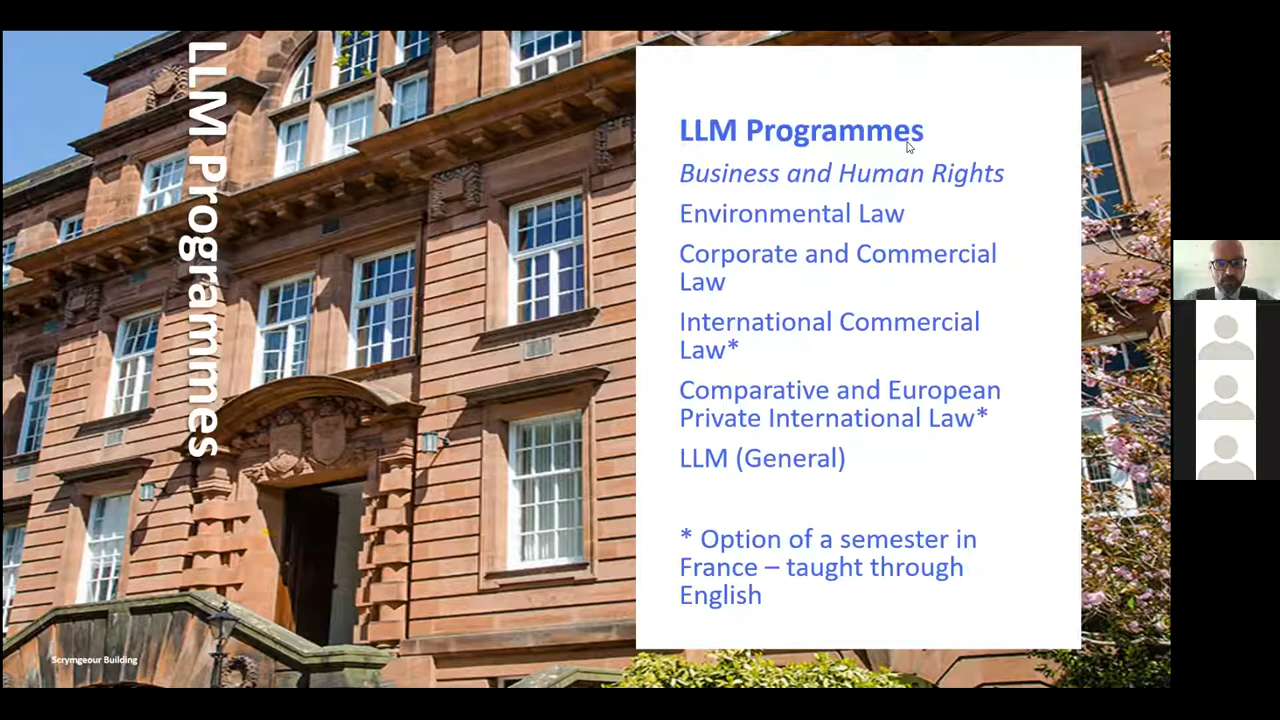 LLM Programmes
LLM Programmes
Business and Human Rights
Environmental Law
Corporate and Commercial
Law
International Commercial
Law*
Comparative and European
Private International Law*
LLM (General)
* Option of a semester in
France – taught through
English
Scrymgeour Building